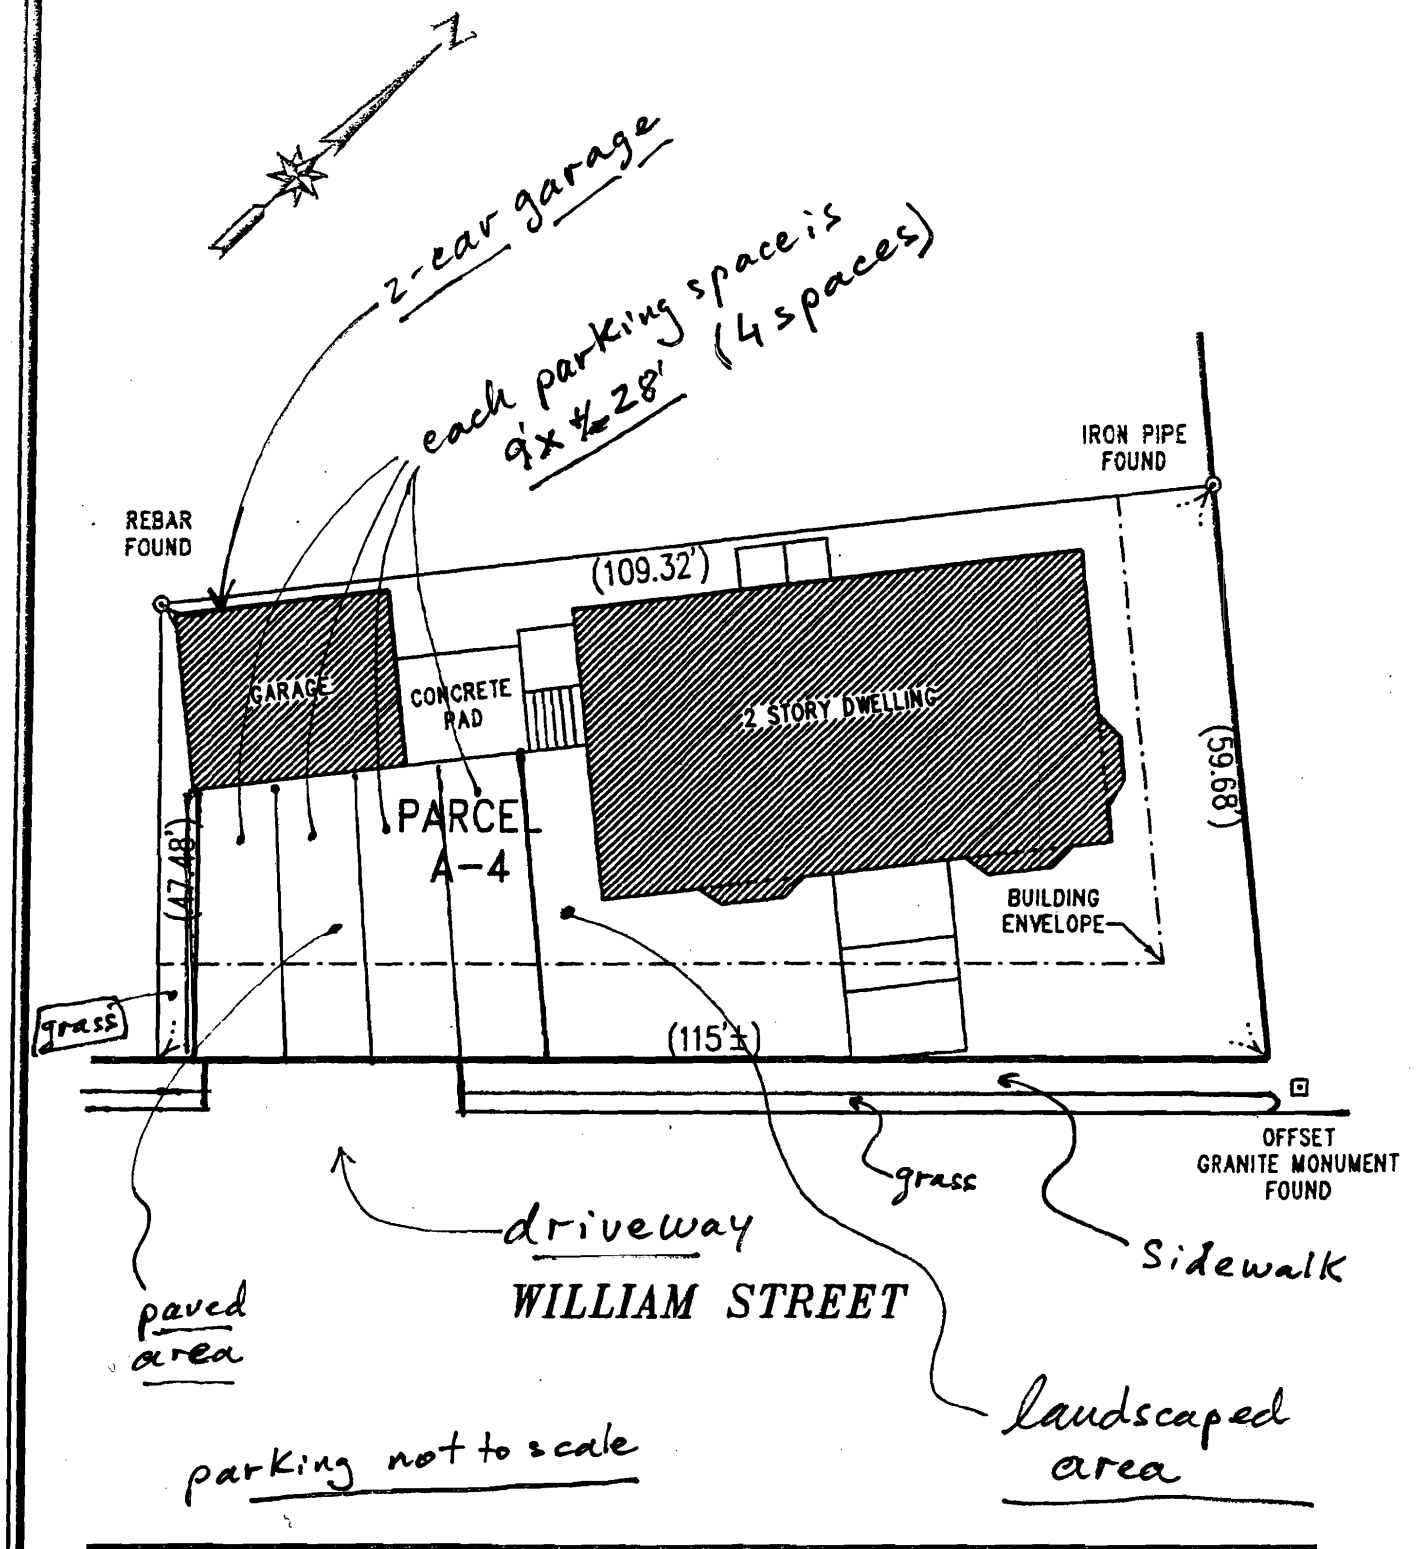 N
2-car garage
each parking space is
9'x +/- 28' (4 spaces)
IRON PIPE
FOUND
REBAR
FOUND
(109.32')
GARAGE
CONCRETE
PAD
2 STORY DWELLING
(59.68')
PARCEL
A-4
(47.48')
BUILDING
ENVELOPE
grass
(115'±)
OFFSET
GRANITE MONUMENT
FOUND
grass
driveway
Sidewalk
WILLIAM STREET
paved
area
landscaped
area
parking not to scale